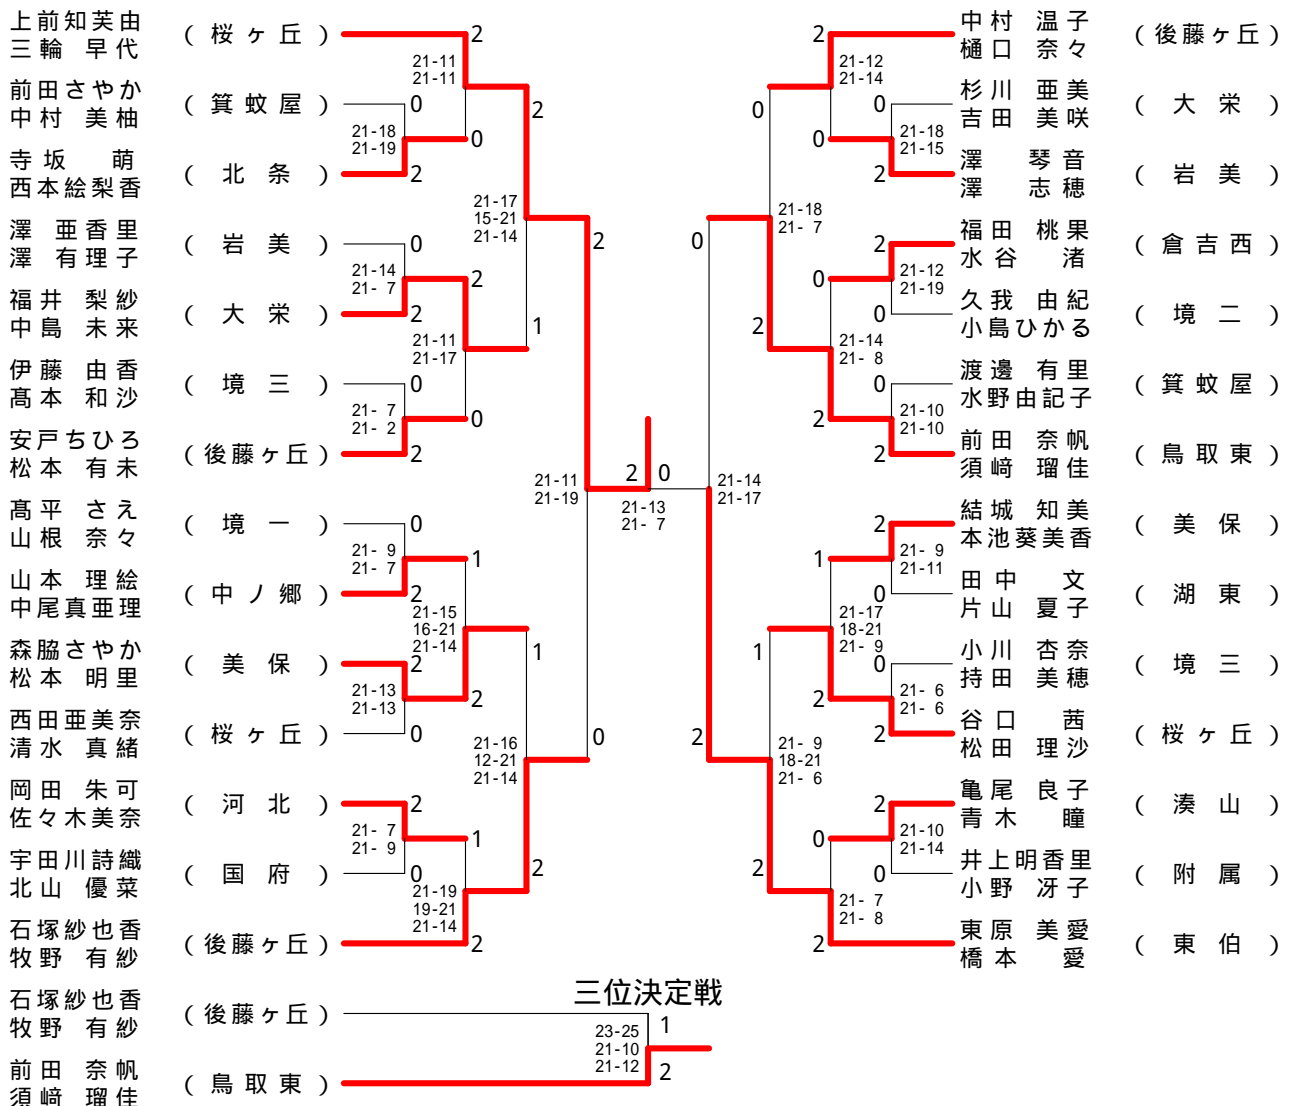 上前知芙由
三輪 早代
(桜ヶ丘)
2
21-11
21-11
前田さやか
中村 美柚
(箕蚊屋)
0
2
21-18
21-19
0
寺坂 萌
西本絵梨香
(北条)
2
21-17
15-21
21-14
2
澤 亜香里
澤 有理子
(岩美)
0
21-14
21- 7
2
福井 梨紗
中島 未来
(大栄)
2
1
21-11
21-17
伊藤 由香
髙本 和沙
(境三)
0
21- 7
21- 2
0
安戸ちひろ
松本 有未
(後藤ヶ丘)
2
21-11
21-19
2 0
21-13
21- 7
髙平 さえ
山根 奈々
(境一)
0
21- 9
21- 7
1
山本 理絵
中尾真亜理
(中ノ郷)
2
21-15
16-21
21-14
1
森脇さやか
松本 明里
(美保)
2
21-13
21-13
2
西田亜美奈
清水 真緒
(桜ヶ丘)
0
21-16
12-21
21-14
0
岡田 朱可
佐々木美奈
(河北)
2
21- 7
21- 9
1
宇田川詩織
北山 優菜
(国府)
0
2
21-19
19-21
21-14
石塚紗也香
牧野 有紗
(後藤ヶ丘)
2
中村 温子
樋口 奈々
(後藤ヶ丘)
2
21-12
21-14
杉川 亜美
吉田 美咲
(大栄)
0
0
21-18
21-15
0
澤 琴音
澤 志穂
(岩美)
2
21-18
21- 7
0
福田 桃果
水谷 渚
(倉吉西)
2
21-12
21-19
0
久我 由紀
小島ひかる
(境二)
0
2
21-14
21- 8
渡邊 有里
水野由記子
(箕蚊屋)
0
21-10
21-10
2
前田 奈帆
須﨑 瑠佳
(鳥取東)
2
21-14
21-17
結城 知美
本池葵美香
(美保)
2
21- 9
21-11
1
田中 文
片山 夏子
(湖東)
0
21-17
18-21
21- 9
1
小川 杏奈
持田 美穂
(境三)
0
21- 6
21- 6
2
谷口 茜
松田 理沙
(桜ヶ丘)
2
21- 9
18-21
21- 6
2
亀尾 良子
青木 瞳
(湊山)
2
21-10
21-14
0
井上明香里
小野 冴子
(附属)
0
2
21- 7
21- 8
東原 美愛
橋本 愛
(東伯)
2
三位決定戦
石塚紗也香
牧野 有紗
(後藤ヶ丘)
1
23-25
21-10
21-12
前田 奈帆
須﨑 瑠佳
(鳥取東)
2